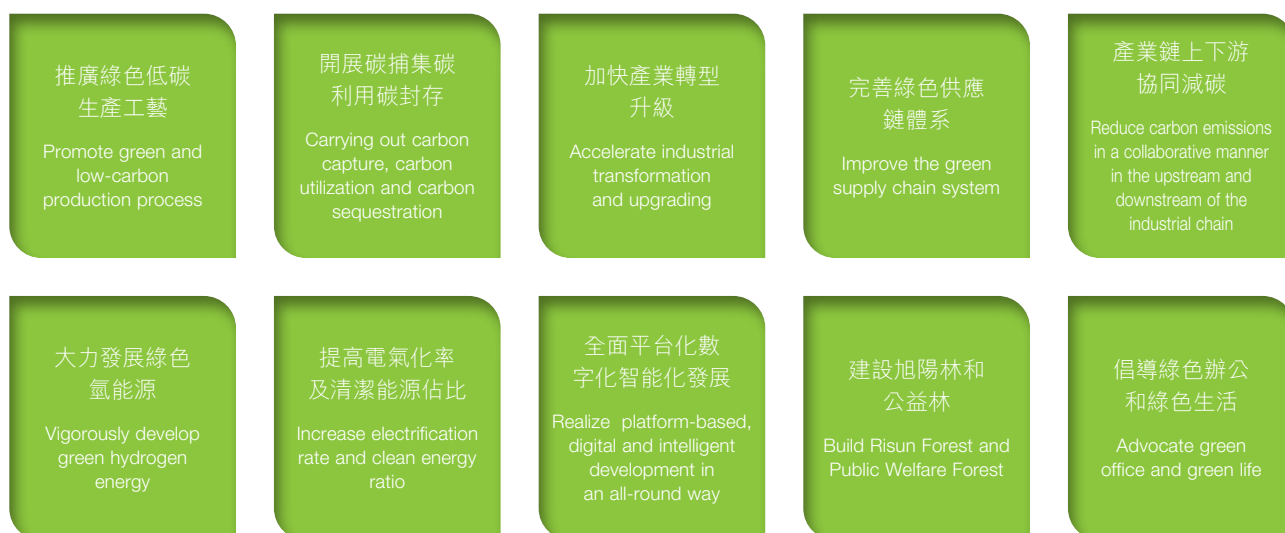 推廣綠色低碳
生產工藝
Promote green and
low-carbon
production process
開展碳捕集碳
利用碳封存
Carrying out carbon
capture, carbon
utilization and carbon
sequestration
加快產業轉型
升級
Accelerate industrial
transformation
and upgrading
完善綠色供應
鏈體系
Improve the green
supply chain system
產業鏈上下游
協同減碳
Reduce carbon emissions
in a collaborative manner
in the upstream and
downstream of the
industrial chain
大力發展綠色
氫能源
Vigorously develop
green hydrogen
energy
提高電氣化率
及清潔能源佔比
Increase electrification
rate and clean energy
ratio
全面平台化數
字化智能化發展
Realize platform-based,
digital and intelligent
development in
an all-round way
建設旭陽林和
公益林
Build Risun Forest and
Public Welfare Forest
倡導綠色辦公
和綠色生活
Advocate green
office and green life